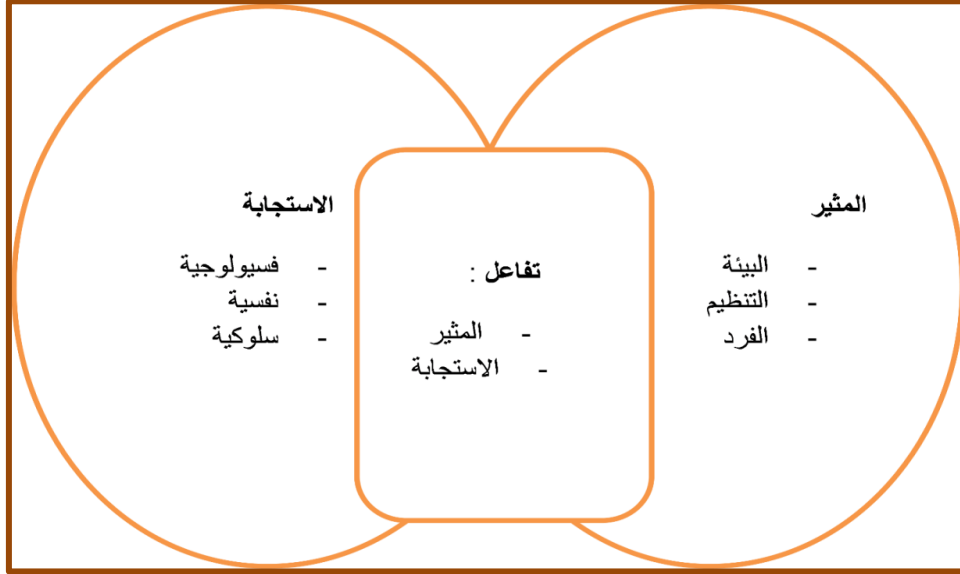 المثير
- البيئة
- التنظيم
- الفرد
تفاعل :
- المثير
- الاستجابة
الاستجابة
- فسيولوجية
- نفسية
- سلوكية